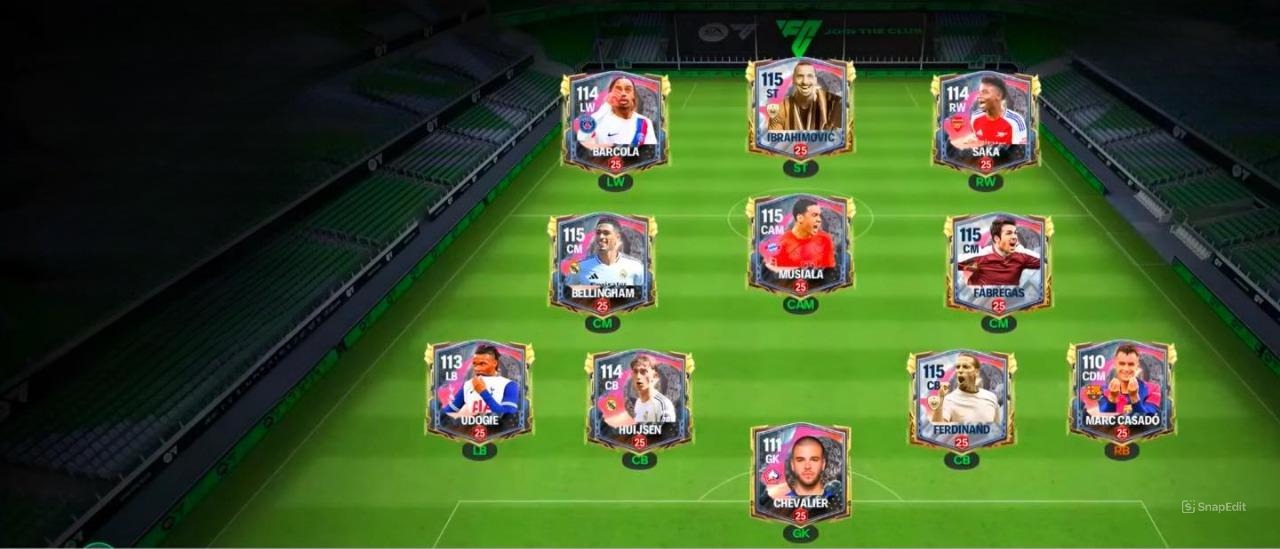 JOIN THE CLUB
114
LW
BARCOLA
25
LW
115
ST
IBRAHIMOVIĆ
25
ST
114
RW
SAKA
25
RW
115
CM
BELLINGHAM
25
CM
115
CAM
MUSIALA
25
CAM
115
CM
FÀBREGAS
25
CM
113
LB
UDOGIE
25
LB
114
CB
HUIJSEN
25
CB
115
CB
FERDINAND
25
CB
110
CDM
MARC CASADÓ
25
RB
111
GK
CHEVALIER
25
GK
SnapEdit